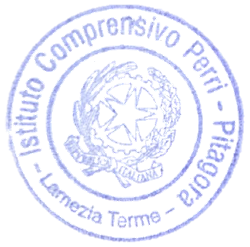 Istituto Comprensivo Perri - Pitagora
- Lamezia Terme -